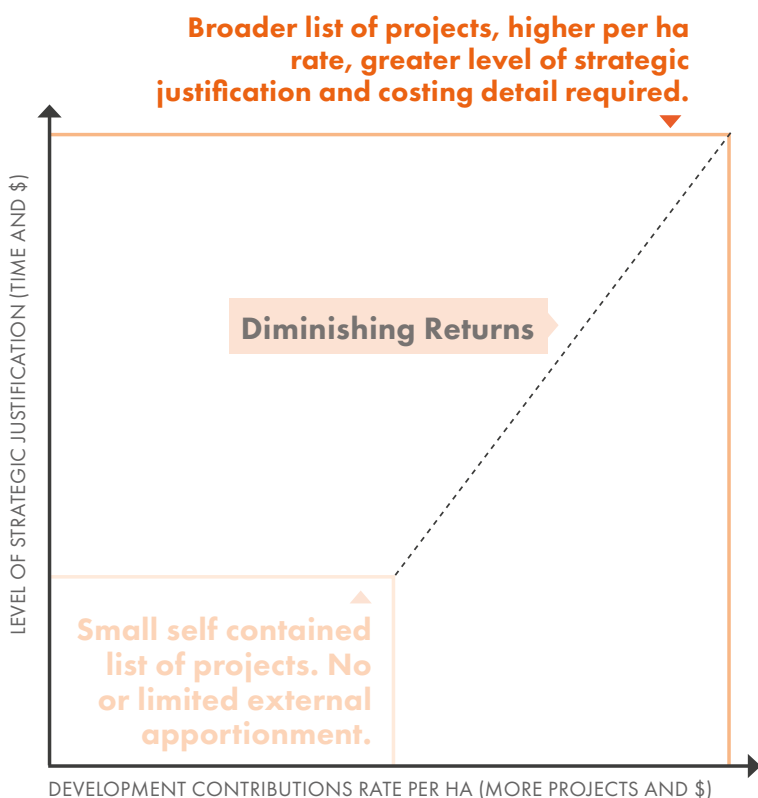 Broader list of projects, higher per ha
rate, greater level of strategic
justification and costing detail required.
LEVEL OF STRATEGIC JUSTIFICATION (TIME AND $)
Diminishing Returns
Small self contained
list of projects. No
or limited external
apportionment.
DEVELOPMENT CONTRIBUTIONS RATE PER HA (MORE PROJECTS AND $)